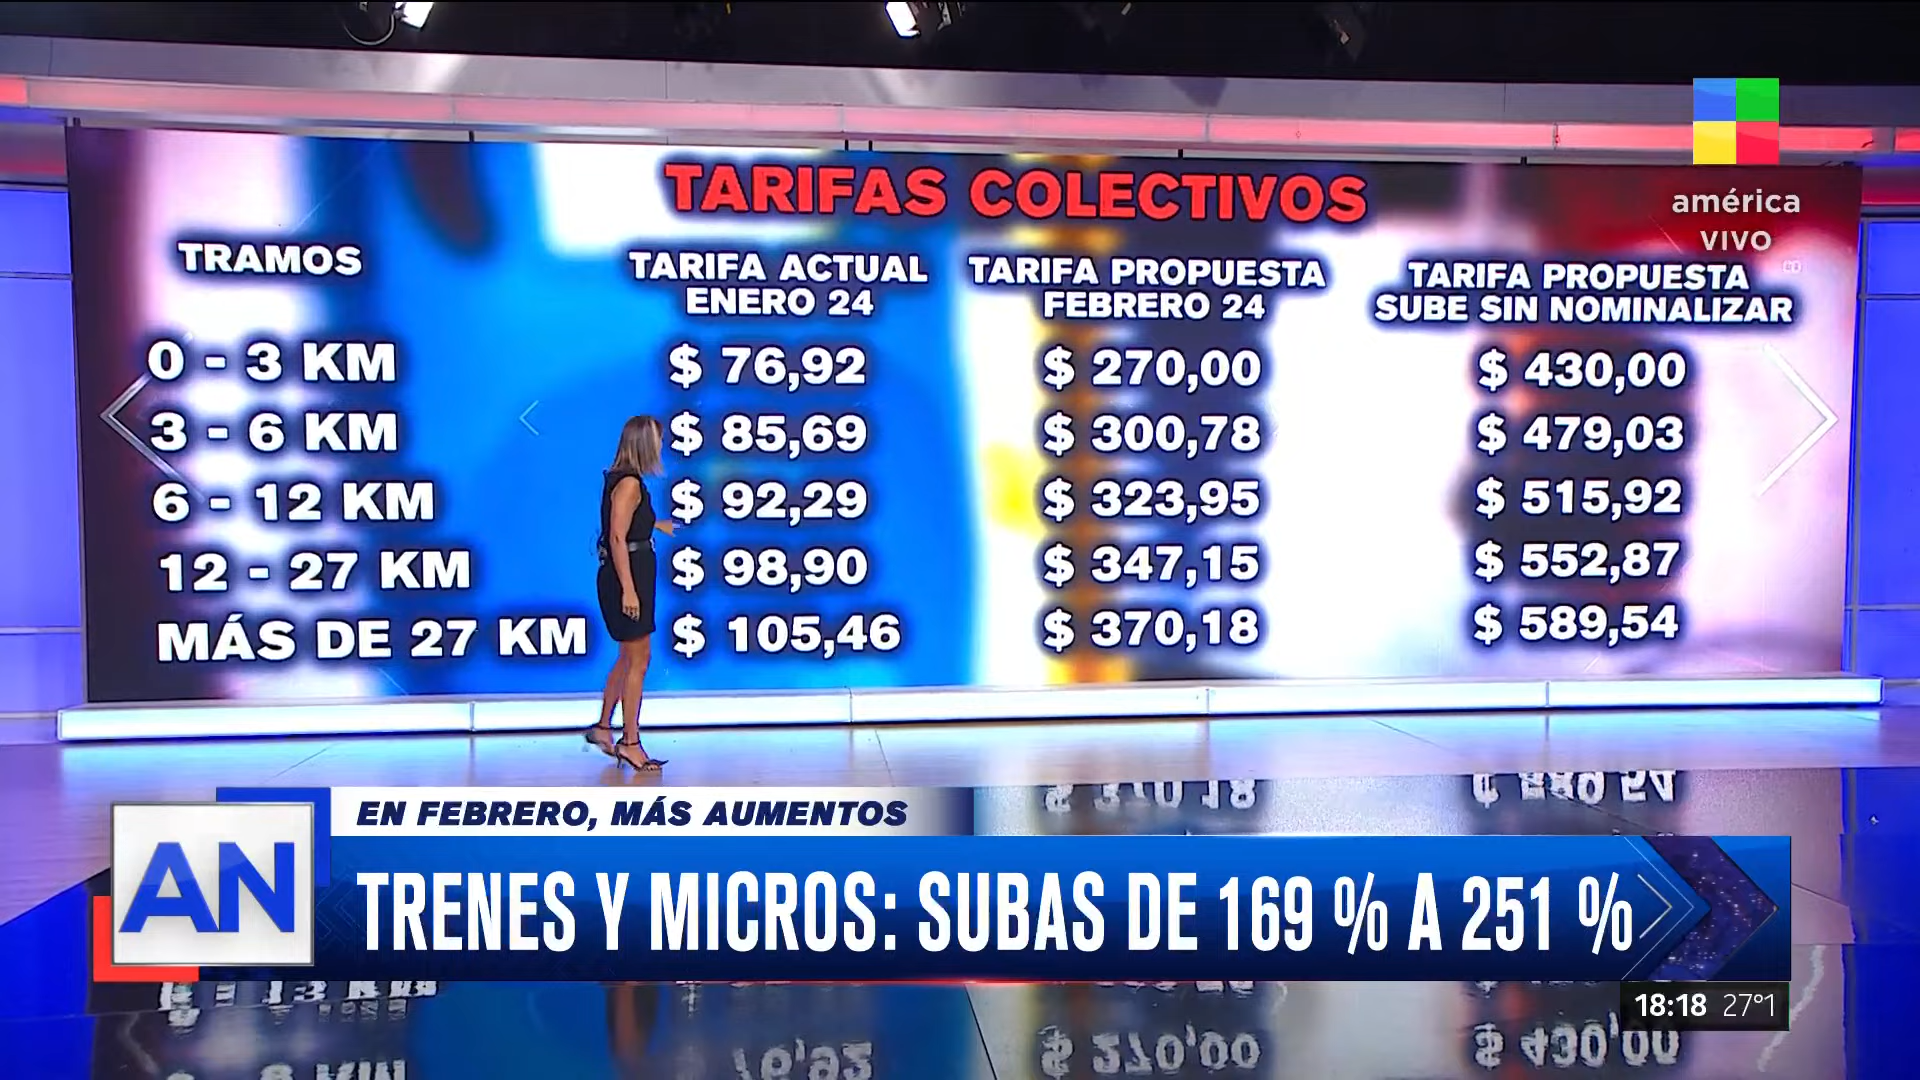 TARIFAS COLECTIVOS
américa
VIVO
TRAMOS
TARIFA ACTUAL
ENERO 24
TARIFA PROPUESTA
FEBRERO 24
TARIFA PROPUESTA
SUBE SIN NOMINALIZAR
0 - 3 KM $ 76,92 $ 270,00 $ 430,00
3 - 6 KM $ 85,69 $ 300,78 $ 479,03
6 - 12 KM $ 92,29 $ 323,95 $ 515,92
12 - 27 KM $ 98,90 $ 347,15 $ 552,87
MÁS DE 27 KM $ 105,46 $ 370,18 $ 589,54
EN FEBRERO, MÁS AUMENTOS
AN
TRENES Y MICROS: SUBAS DE 169 % A 251 %
18:18 27°1